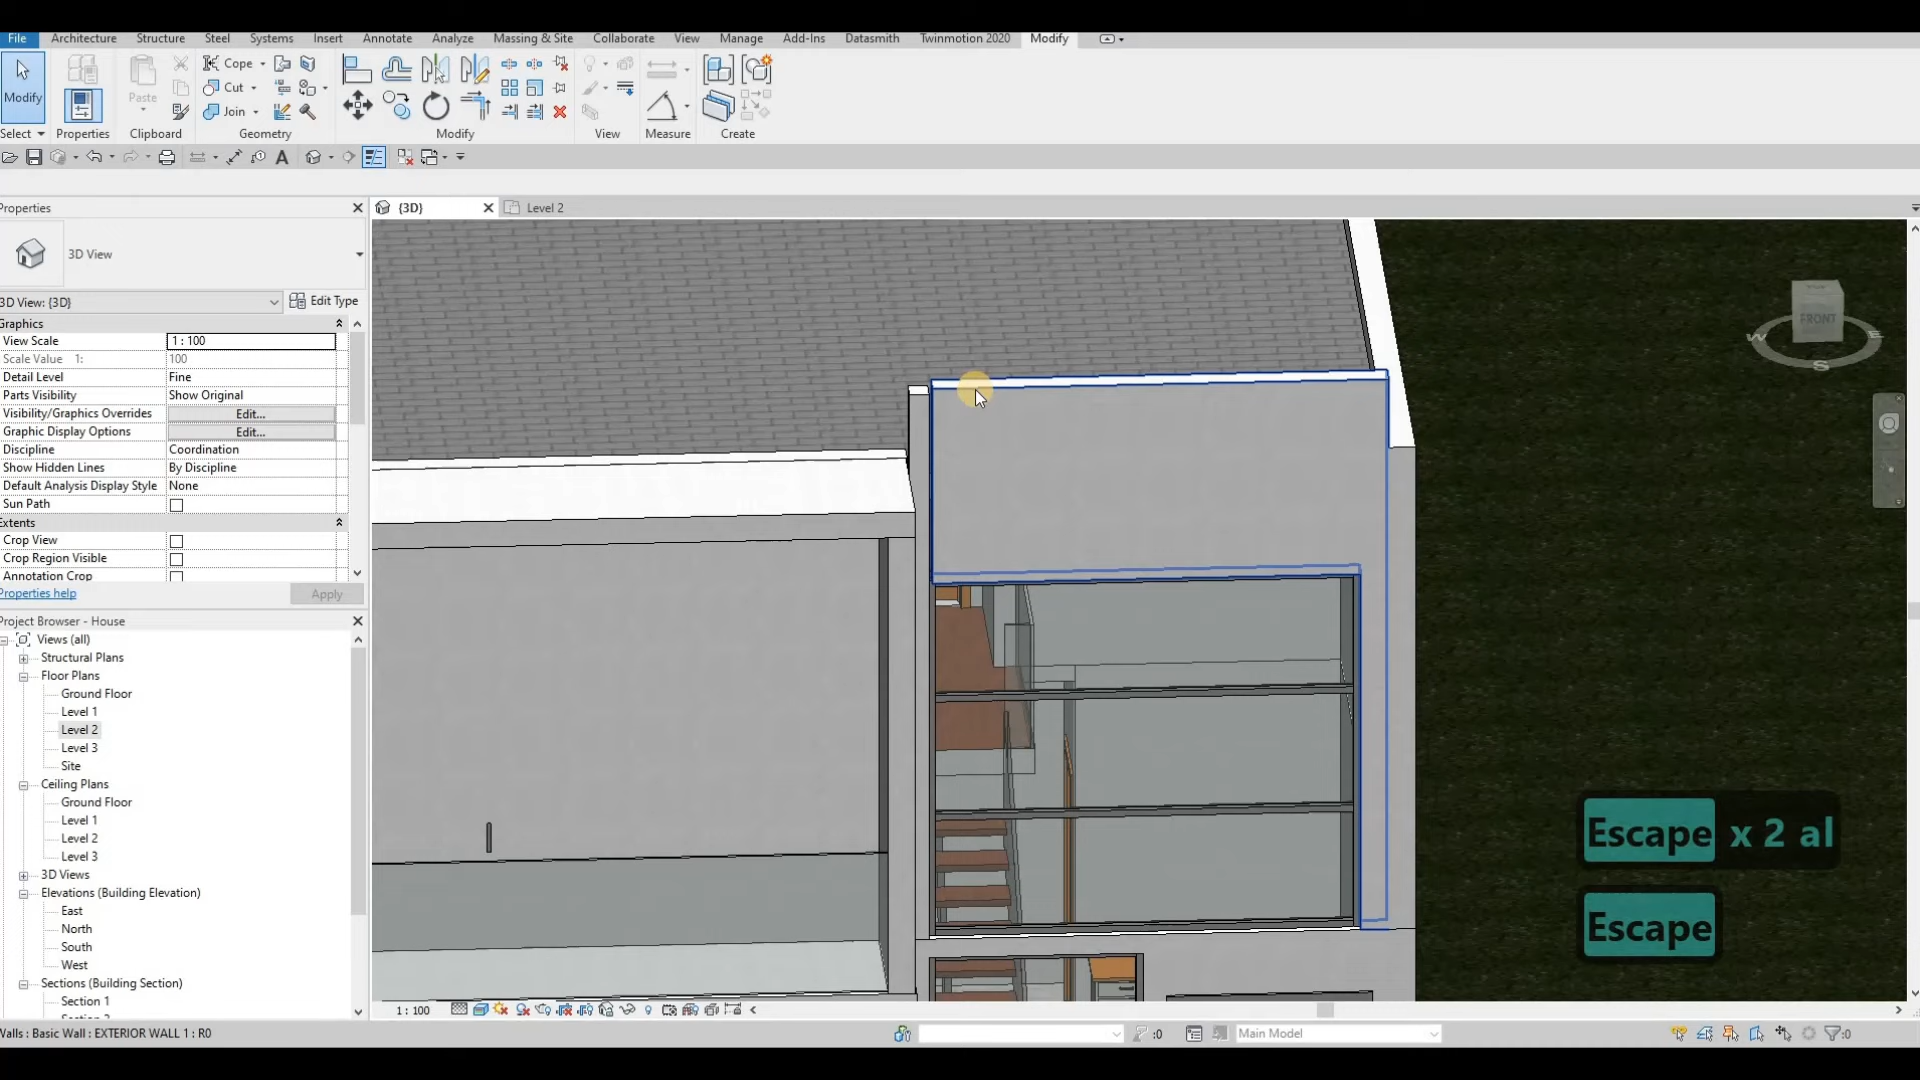 File Architecture Structure Steel Systems Insert Annotate Analyze Massing & Site Collaborate View Manage Add-Ins Datasmith Twinmotion 2020 Modify
Modify
Paste
Cope
Cut
Join
Select Properties Clipboard Geometry Modify View Measure Create
Properties
{3D}
Level 2
3D View
3D View: {3D}
Edit Type
Graphics
View Scale 1 : 100
Scale Value 1: 100
Detail Level Fine
Parts Visibility Show Original
Visibility/Graphics Overrides Edit...
Graphic Display Options Edit...
Discipline Coordination
Show Hidden Lines By Discipline
Default Analysis Display Style None
Sun Path
Extents
Crop View
Crop Region Visible
Annotation Crop
Properties help
Apply
Project Browser - House
Views (all)
Structural Plans
Floor Plans
Ground Floor
Level 1
Level 2
Level 3
Site
Ceiling Plans
Ground Floor
Level 1
Level 2
Level 3
3D Views
Elevations (Building Elevation)
East
North
South
West
Sections (Building Section)
Section 1
FRONT
W
E
S
Escape x 2 al
Escape
1 : 100
Walls : Basic Wall : EXTERIOR WALL 1 : R0
:0
Main Model
:0